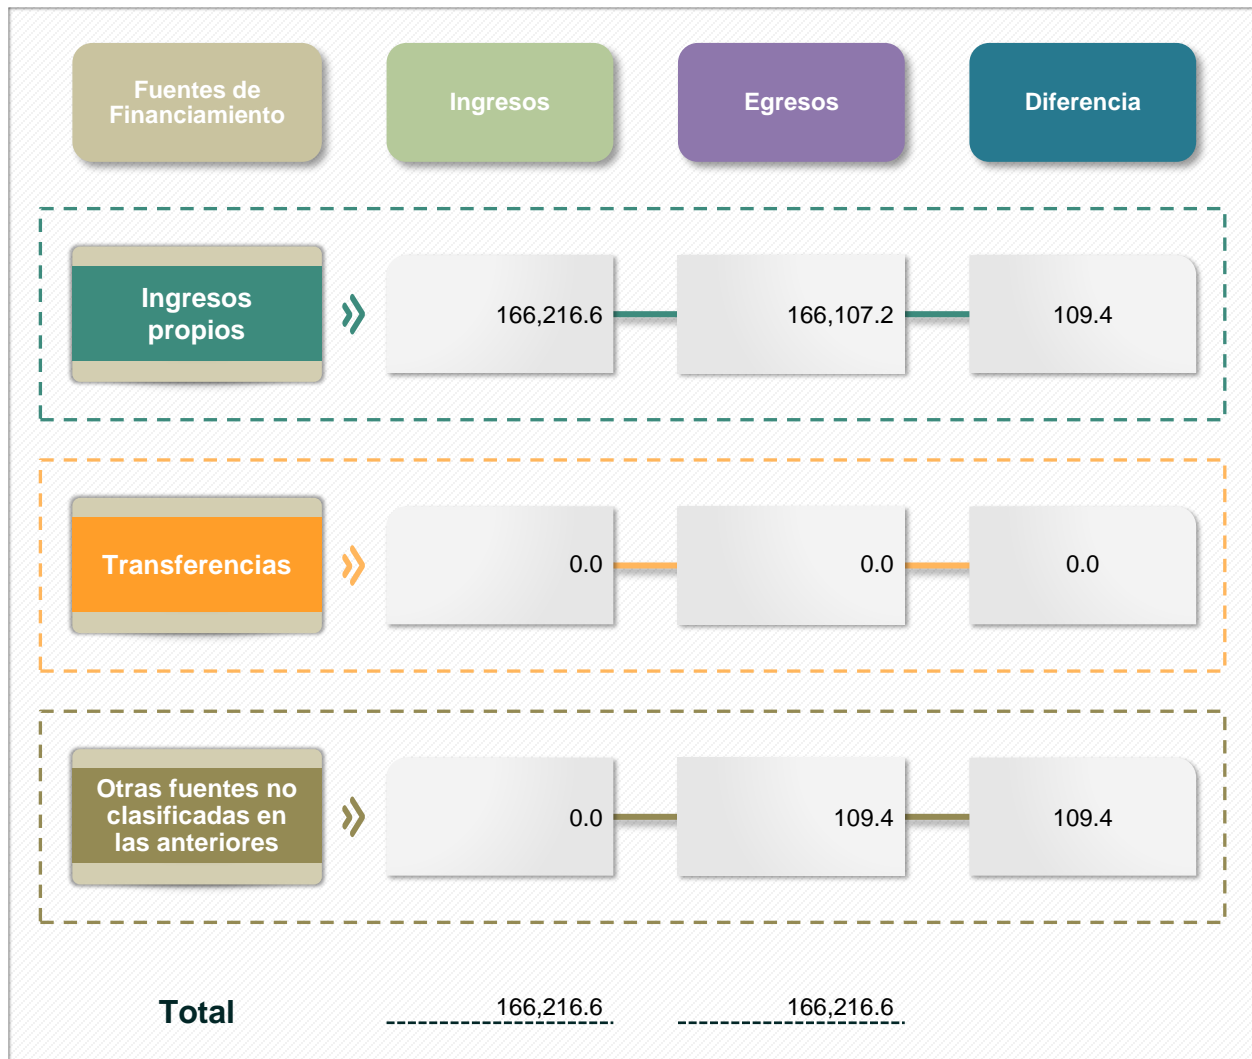 Fuentes de
Financiamiento
Ingresos
Egresos
Diferencia
Ingresos
propios
166,216.6
166,107.2
109.4
Transferencias
0.0
0.0
0.0
Otras fuentes no
clasificadas en
las anteriores
0.0
109.4
109.4
Total
166,216.6
166,216.6